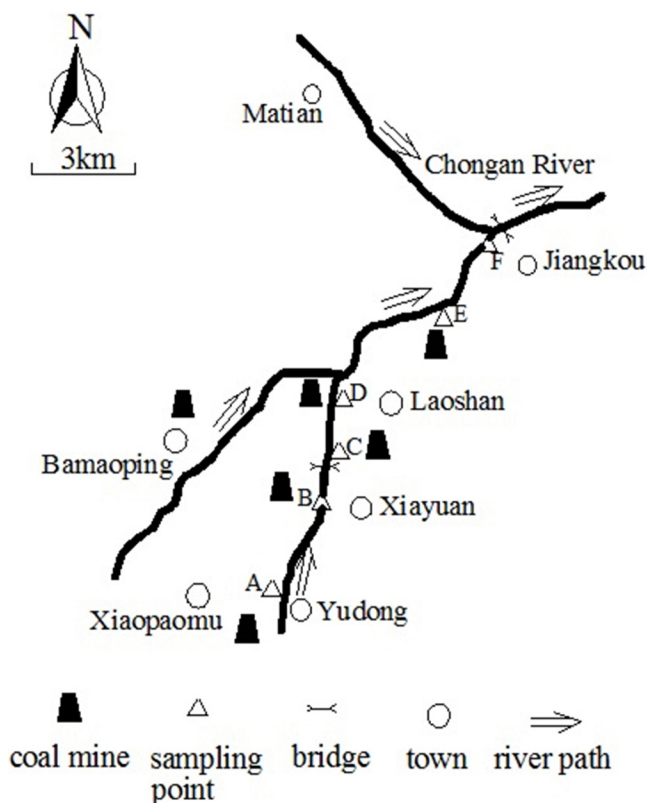 N
3km
Matian
Chongan River
F
Jiangkou
E
D
Laoshan
Bamaoping
C
B
Xiayuan
A
Xiaopaomu
Yudong
coal mine
sampling
point
bridge
town
river path